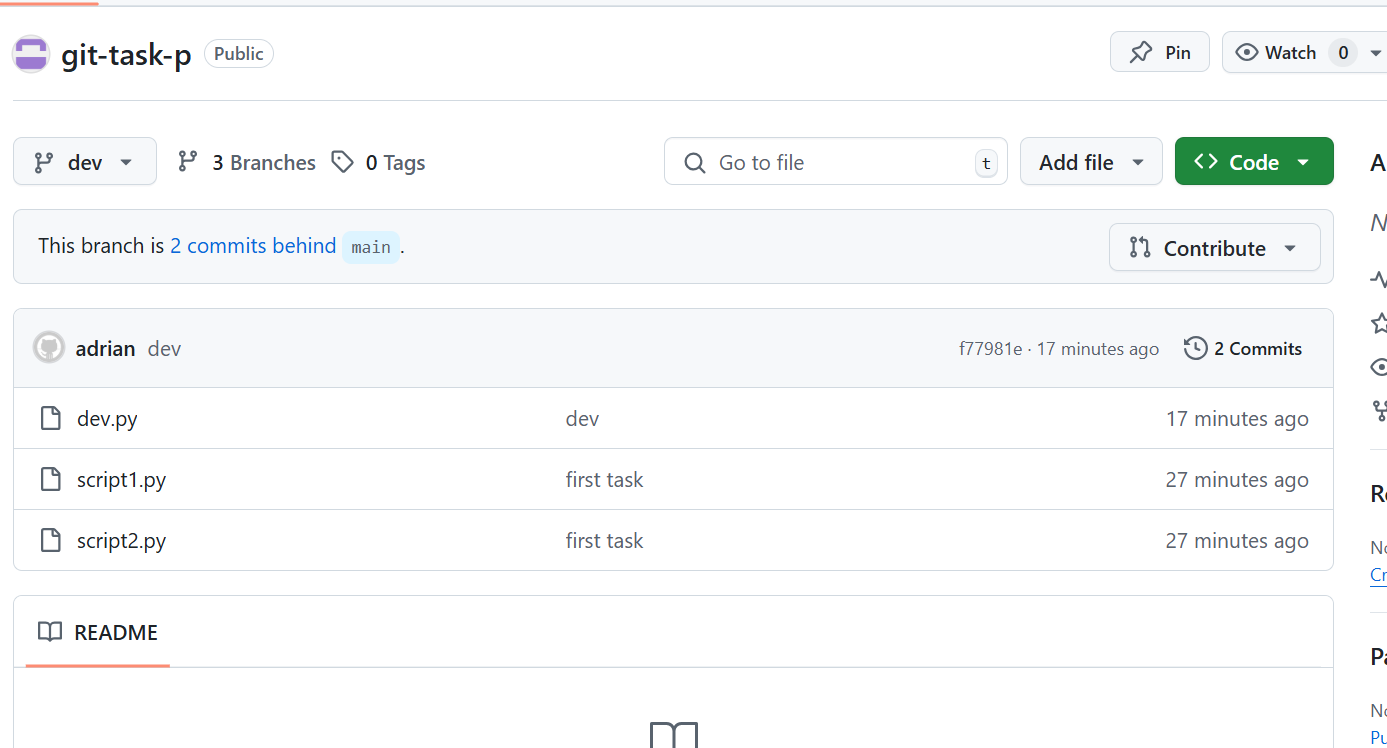 git-task-p Public Pin Watch 0
dev 3 Branches 0 Tags Go to file t Add file Code
This branch is 2 commits behind main .
Contribute
adrian dev f77981e · 17 minutes ago 2 Commits
dev.py dev 17 minutes ago
script1.py first task 27 minutes ago
script2.py first task 27 minutes ago
README